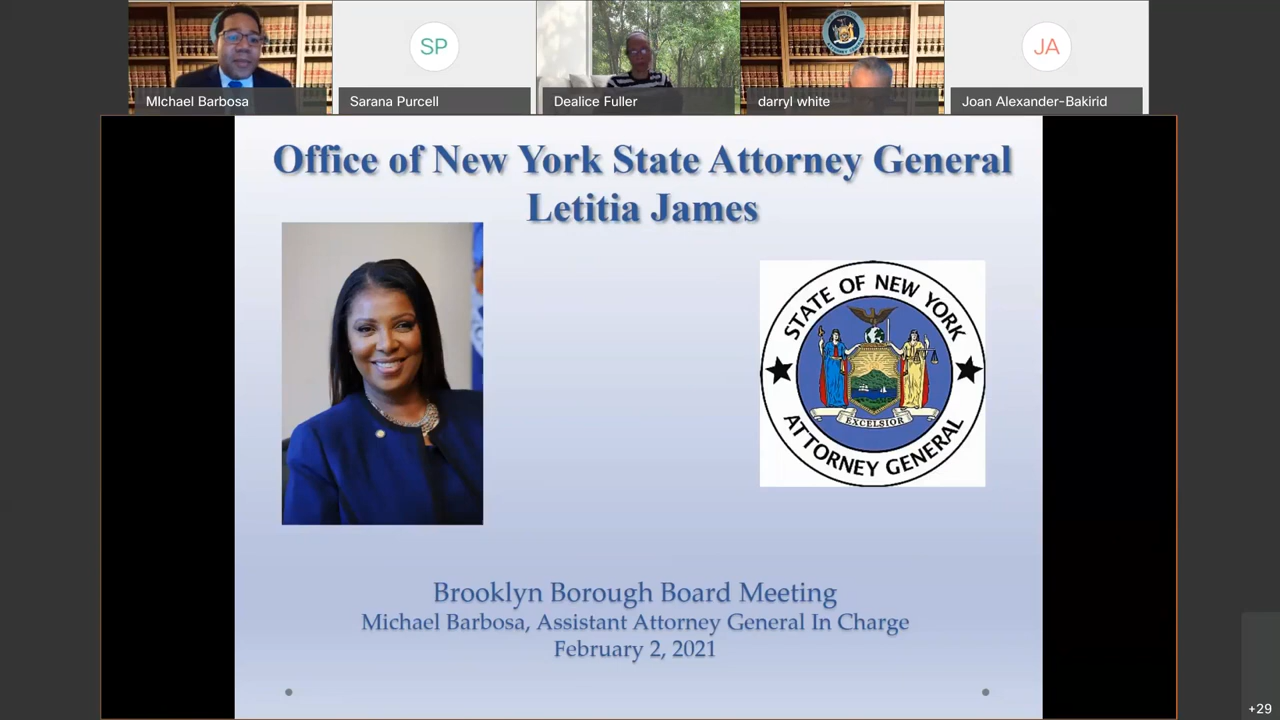 SP
JA
MIchael Barbosa
Sarana Purcell
Dealice Fuller
darryl white
Joan Alexander-Bakirid
Office of New York State Attorney General
Letitia James
STATE OF NEW YORK
EXCELSIOR
ATTORNEY GENERAL
Brooklyn Borough Board Meeting
Michael Barbosa, Assistant Attorney General In Charge
February 2, 2021
+29